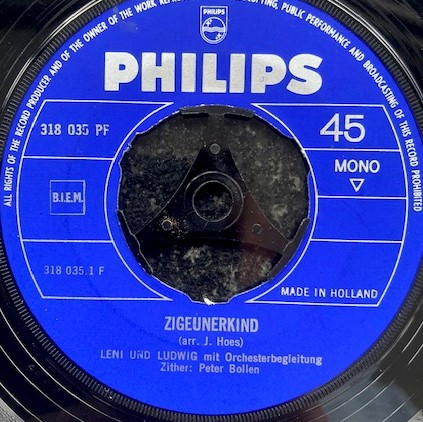 ALL RIGHTS OF THE RECORD PRODUCER AND OF THE OWNER OF THE WORK PUBLIC PERFORMANCE AND BROADCASTING OF THIS RECORD PROHIBITED
PHILIPS
PHILIPS
318 035 PF
45
MONO
B.I.E.M.
318 035.1 F
MADE IN HOLLAND
ZIGEUNERKIND
(arr. J. Hoes)
LENI UND LUDWIG mit Orchesterbegleitung
Zither: Peter Bollen